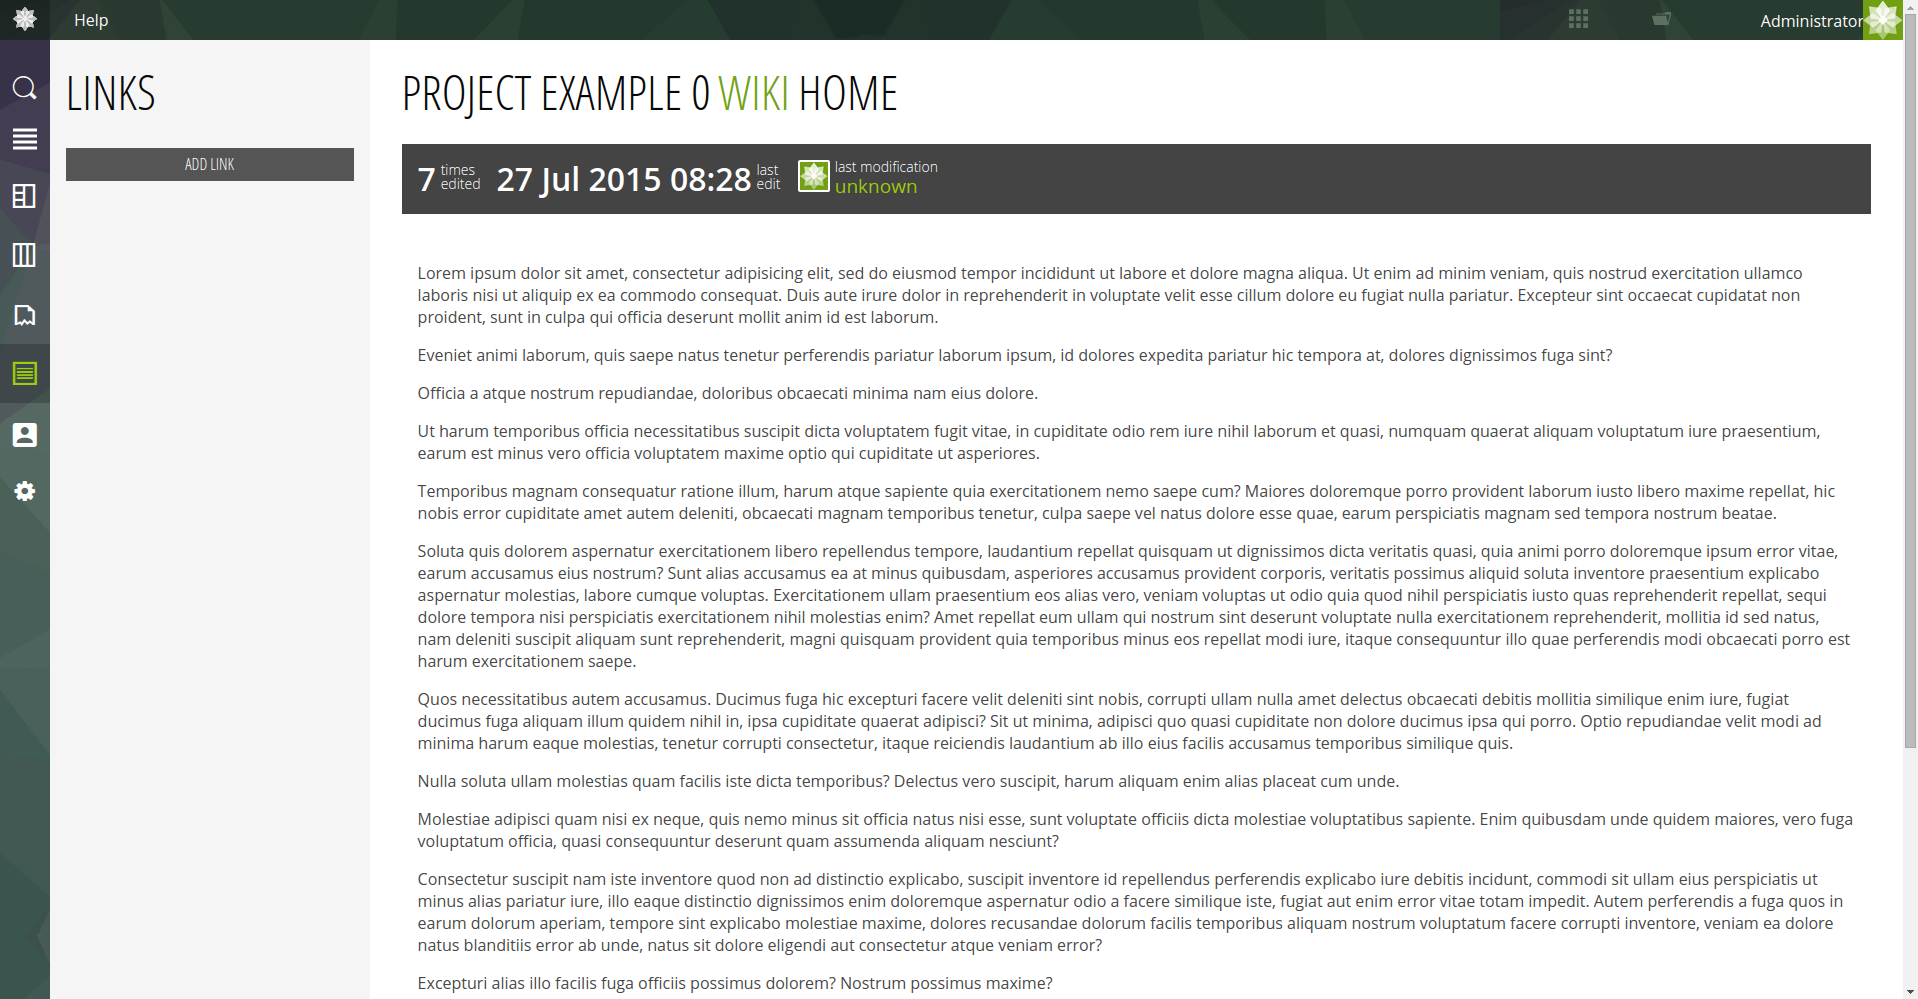 Help
Administrator
LINKS
ADD LINK
PROJECT EXAMPLE 0 WIKI HOME
7 times edited 27 Jul 2015 08:28 last edit last modification unknown
Lorem ipsum dolor sit amet, consectetur adipisicing elit, sed do eiusmod tempor incididunt ut labore et dolore magna aliqua. Ut enim ad minim veniam, quis nostrud exercitation ullamco
laboris nisi ut aliquip ex ea commodo consequat. Duis aute irure dolor in reprehenderit in voluptate velit esse cillum dolore eu fugiat nulla pariatur. Excepteur sint occaecat cupidatat non
proident, sunt in culpa qui officia deserunt mollit anim id est laborum.
Eveniet animi laborum, quis saepe natus tenetur perferendis pariatur laborum ipsum, id dolores expedita pariatur hic tempora at, dolores dignissimos fuga sint?
Officia a atque nostrum repudiandae, doloribus obcaecati minima nam eius dolore.
Ut harum temporibus officia necessitatibus suscipit dicta voluptatem fugit vitae, in cupiditate odio rem iure nihil laborum et quasi, numquam quaerat aliquam voluptatum iure praesentium,
earum est minus vero officia voluptatem maxime optio qui cupiditate ut asperiores.
Temporibus magnam consequatur ratione illum, harum atque sapiente quia exercitationem nemo saepe cum? Maiores doloremque porro provident laborum iusto libero maxime repellat, hic
nobis error cupiditate amet autem deleniti, obcaecati magnam temporibus tenetur, culpa saepe vel natus dolore esse quae, earum perspiciatis magnam sed tempora nostrum beatae.
Soluta quis dolorem aspernatur exercitationem libero repellendus tempore, laudantium repellat quisquam ut dignissimos dicta veritatis quasi, quia animi porro doloremque ipsum error vitae,
earum accusamus eius nostrum? Sunt alias accusamus ea at minus quibusdam, asperiores accusamus provident corporis, veritatis possimus aliquid soluta inventore praesentium explicabo
aspernatur molestias, labore cumque voluptas. Exercitationem ullam praesentium eos alias vero, veniam voluptas ut odio quia quod nihil perspiciatis iusto quas reprehenderit repellat, sequi
dolore tempora nisi perspiciatis exercitationem nihil molestias enim? Amet repellat eum ullam qui nostrum sint deserunt voluptate nulla exercitationem reprehenderit, mollitia id sed natus,
nam deleniti suscipit aliquam sunt reprehenderit, magni quisquam provident quia temporibus minus eos repellat modi iure, itaque consequuntur illo quae perferendis modi obcaecati porro est
harum exercitationem saepe.
Quos necessitatibus autem accusamus. Ducimus fuga hic excepturi facere velit deleniti sint nobis, corrupti ullam nulla amet delectus obcaecati debitis mollitia similique enim iure, fugiat
ducimus fuga aliquam illum quidem nihil in, ipsa cupiditate quaerat adipisci? Sit ut minima, adipisci quo quasi cupiditate non dolore ducimus ipsa qui porro. Optio repudiandae velit modi ad
minima harum eaque molestias, tenetur corrupti consectetur, itaque reiciendis laudantium ab illo eius facilis accusamus temporibus similique quis.
Nulla soluta ullam molestias quam facilis iste dicta temporibus? Delectus vero suscipit, harum aliquam enim alias placeat cum unde.
Molestiae adipisci quam nisi ex neque, quis nemo minus sit officia natus nisi esse, sunt voluptate officiis dicta molestiae voluptatibus sapiente. Enim quibusdam unde quidem maiores, vero fuga
voluptatum officia, quasi consequuntur deserunt quam assumenda aliquam nesciunt?
Consectetur suscipit nam iste inventore quod non ad distinctio explicabo, suscipit inventore id repellendus perferendis explicabo iure debitis incidunt, commodi sit ullam eius perspiciatis ut
minus alias pariatur iure, illo eaque distinctio dignissimos enim doloremque aspernatur odio a facere similique iste, fugiat aut enim error vitae totam impedit. Autem perferendis a fuga quos in
earum dolorum aperiam, tempore sint explicabo molestiae maxime, dolores recusandae dolorum facilis temporibus aliquam nostrum voluptatum facere corrupti inventore, veniam ea dolore
natus blanditiis error ab unde, natus sit dolore eligendi aut consectetur atque veniam error?
Excepturi alias illo facilis fuga officiis possimus dolorem? Nostrum possimus maxime?